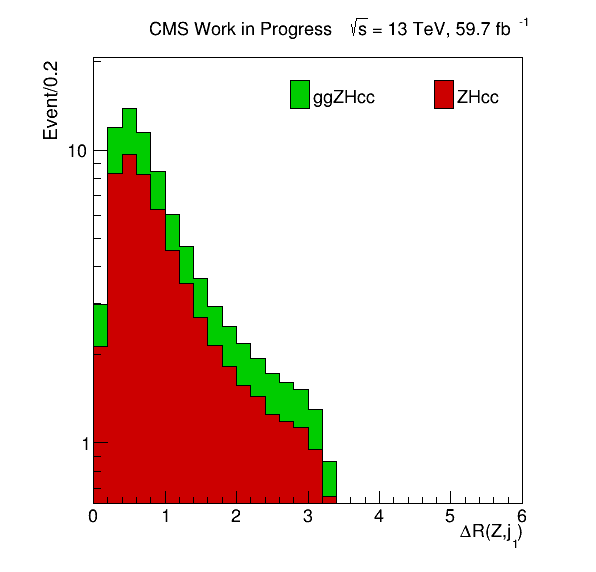 CMS Work in Progress √s = 13 TeV, 59.7 fb⁻¹
Event/0.2
ggZHcc ZHcc
10
1
0 1 2 3 4 5 6
ΔR(Z,j₁)